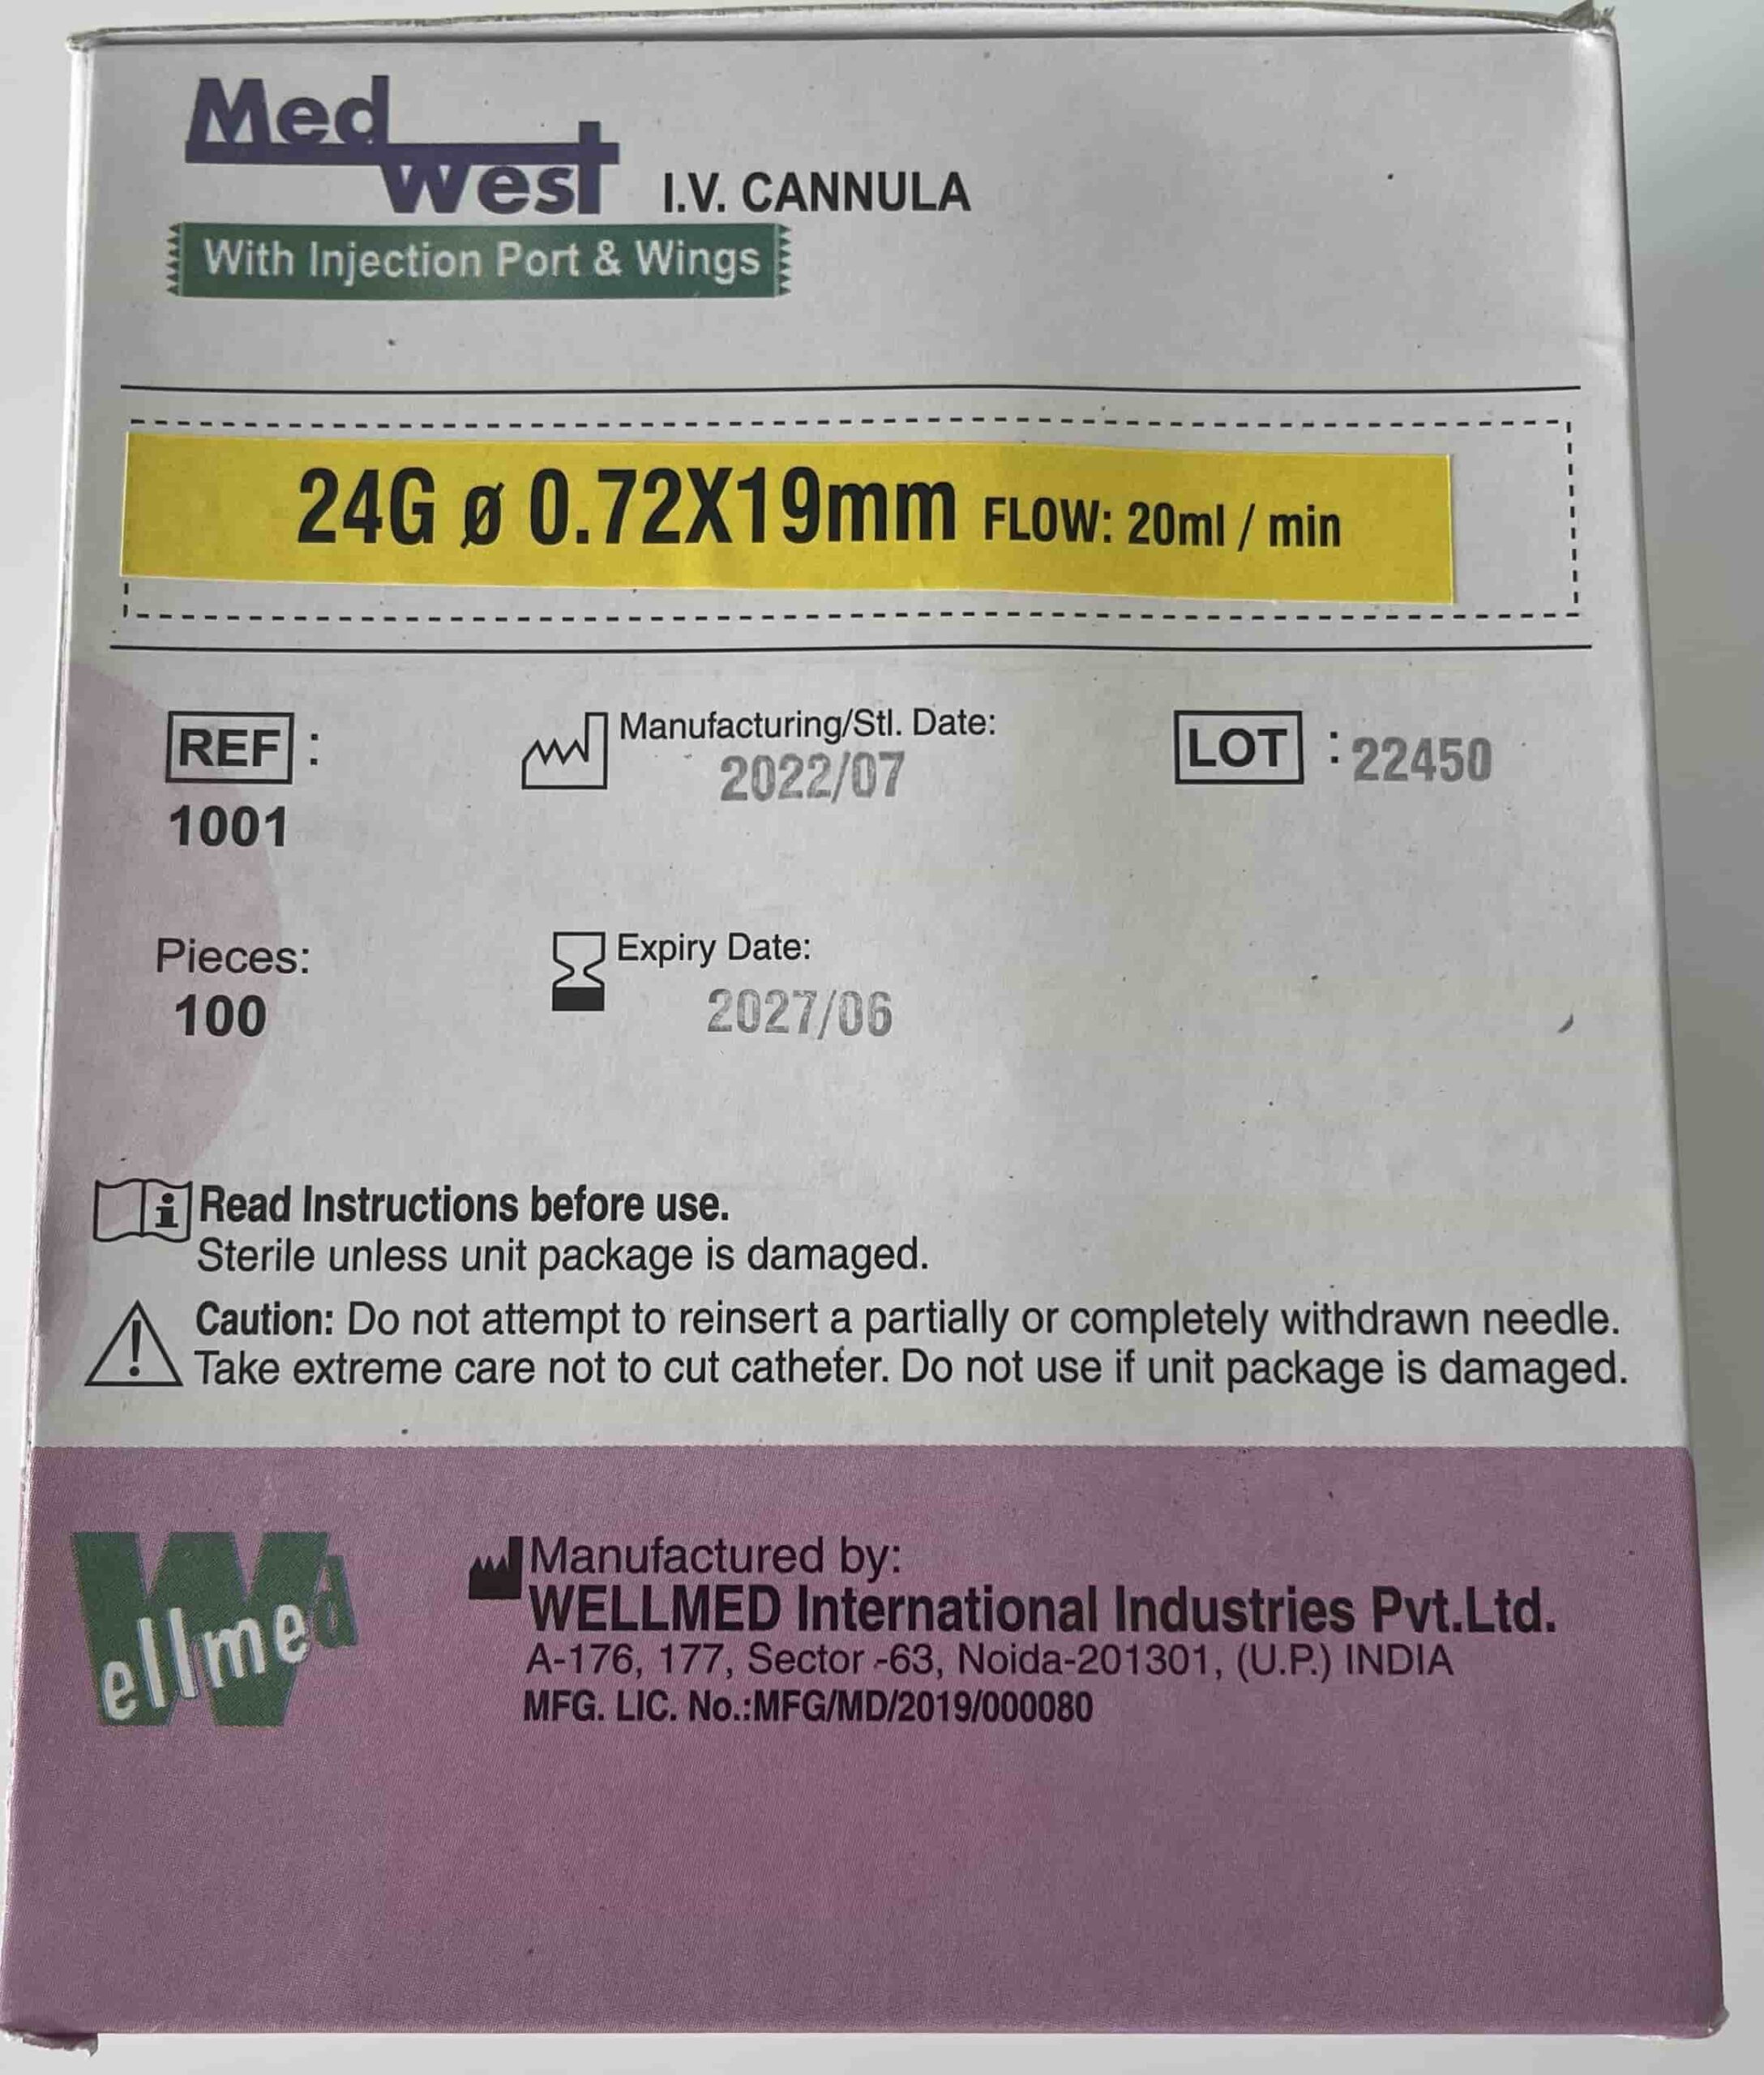 Med
west I.V. CANNULA
With Injection Port & Wings
24G ø 0.72X19mm FLOW: 20ml / min
REF :
1001
Manufacturing/Stl. Date:
2022/07
LOT : 22450
Pieces:
100
Expiry Date:
2027/06
i Read Instructions before use.
Sterile unless unit package is damaged.
! Caution: Do not attempt to reinsert a partially or completely withdrawn needle.
Take extreme care not to cut catheter. Do not use if unit package is damaged.
Wellmed
Manufactured by:
WELLMED International Industries Pvt.Ltd.
A-176, 177, Sector -63, Noida-201301, (U.P.) INDIA
MFG. LIC. No.:MFG/MD/2019/000080